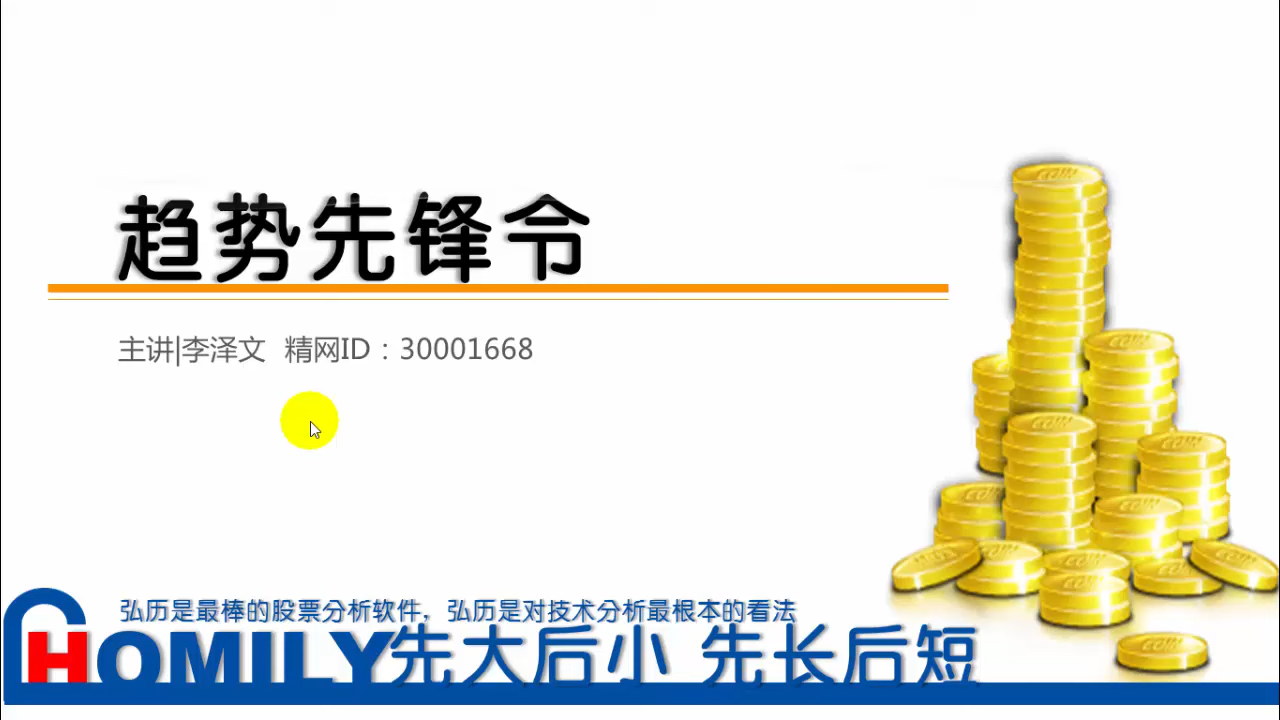 趋势先锋令
主讲|李泽文 精网ID：30001668
弘历是最棒的股票分析软件，弘历是对技术分析最根本的看法
HOMILY先大后小 先长后短
COIN